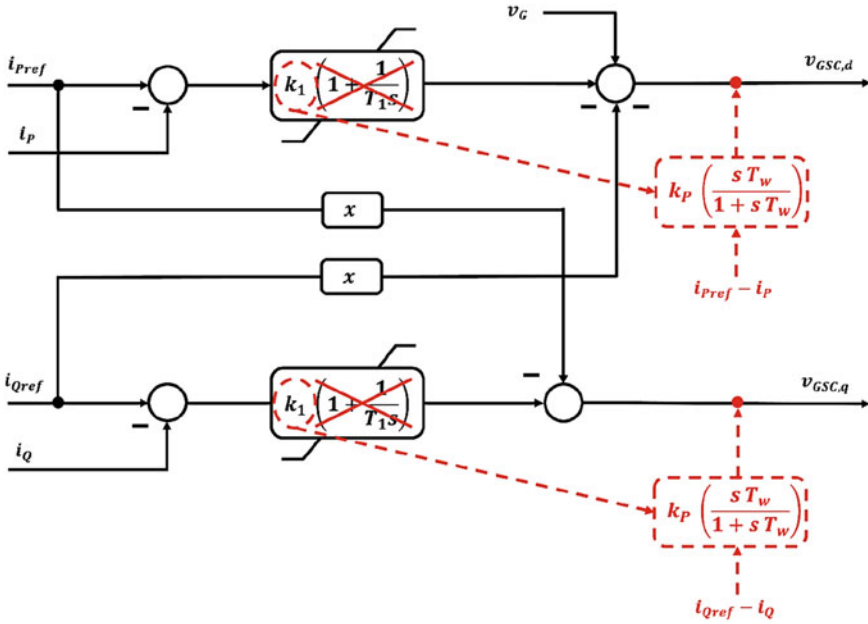 v_G
i_Pref
v_GSC,d
k_1 (1 + 1/(T_1 s))
i_P
k_P (s T_w/(1 + s T_w))
x
x
i_Pref − i_P
i_Qref
v_GSC,q
k_1 (1 + 1/(T_1 s))
i_Q
k_P (s T_w/(1 + s T_w))
i_Qref − i_Q